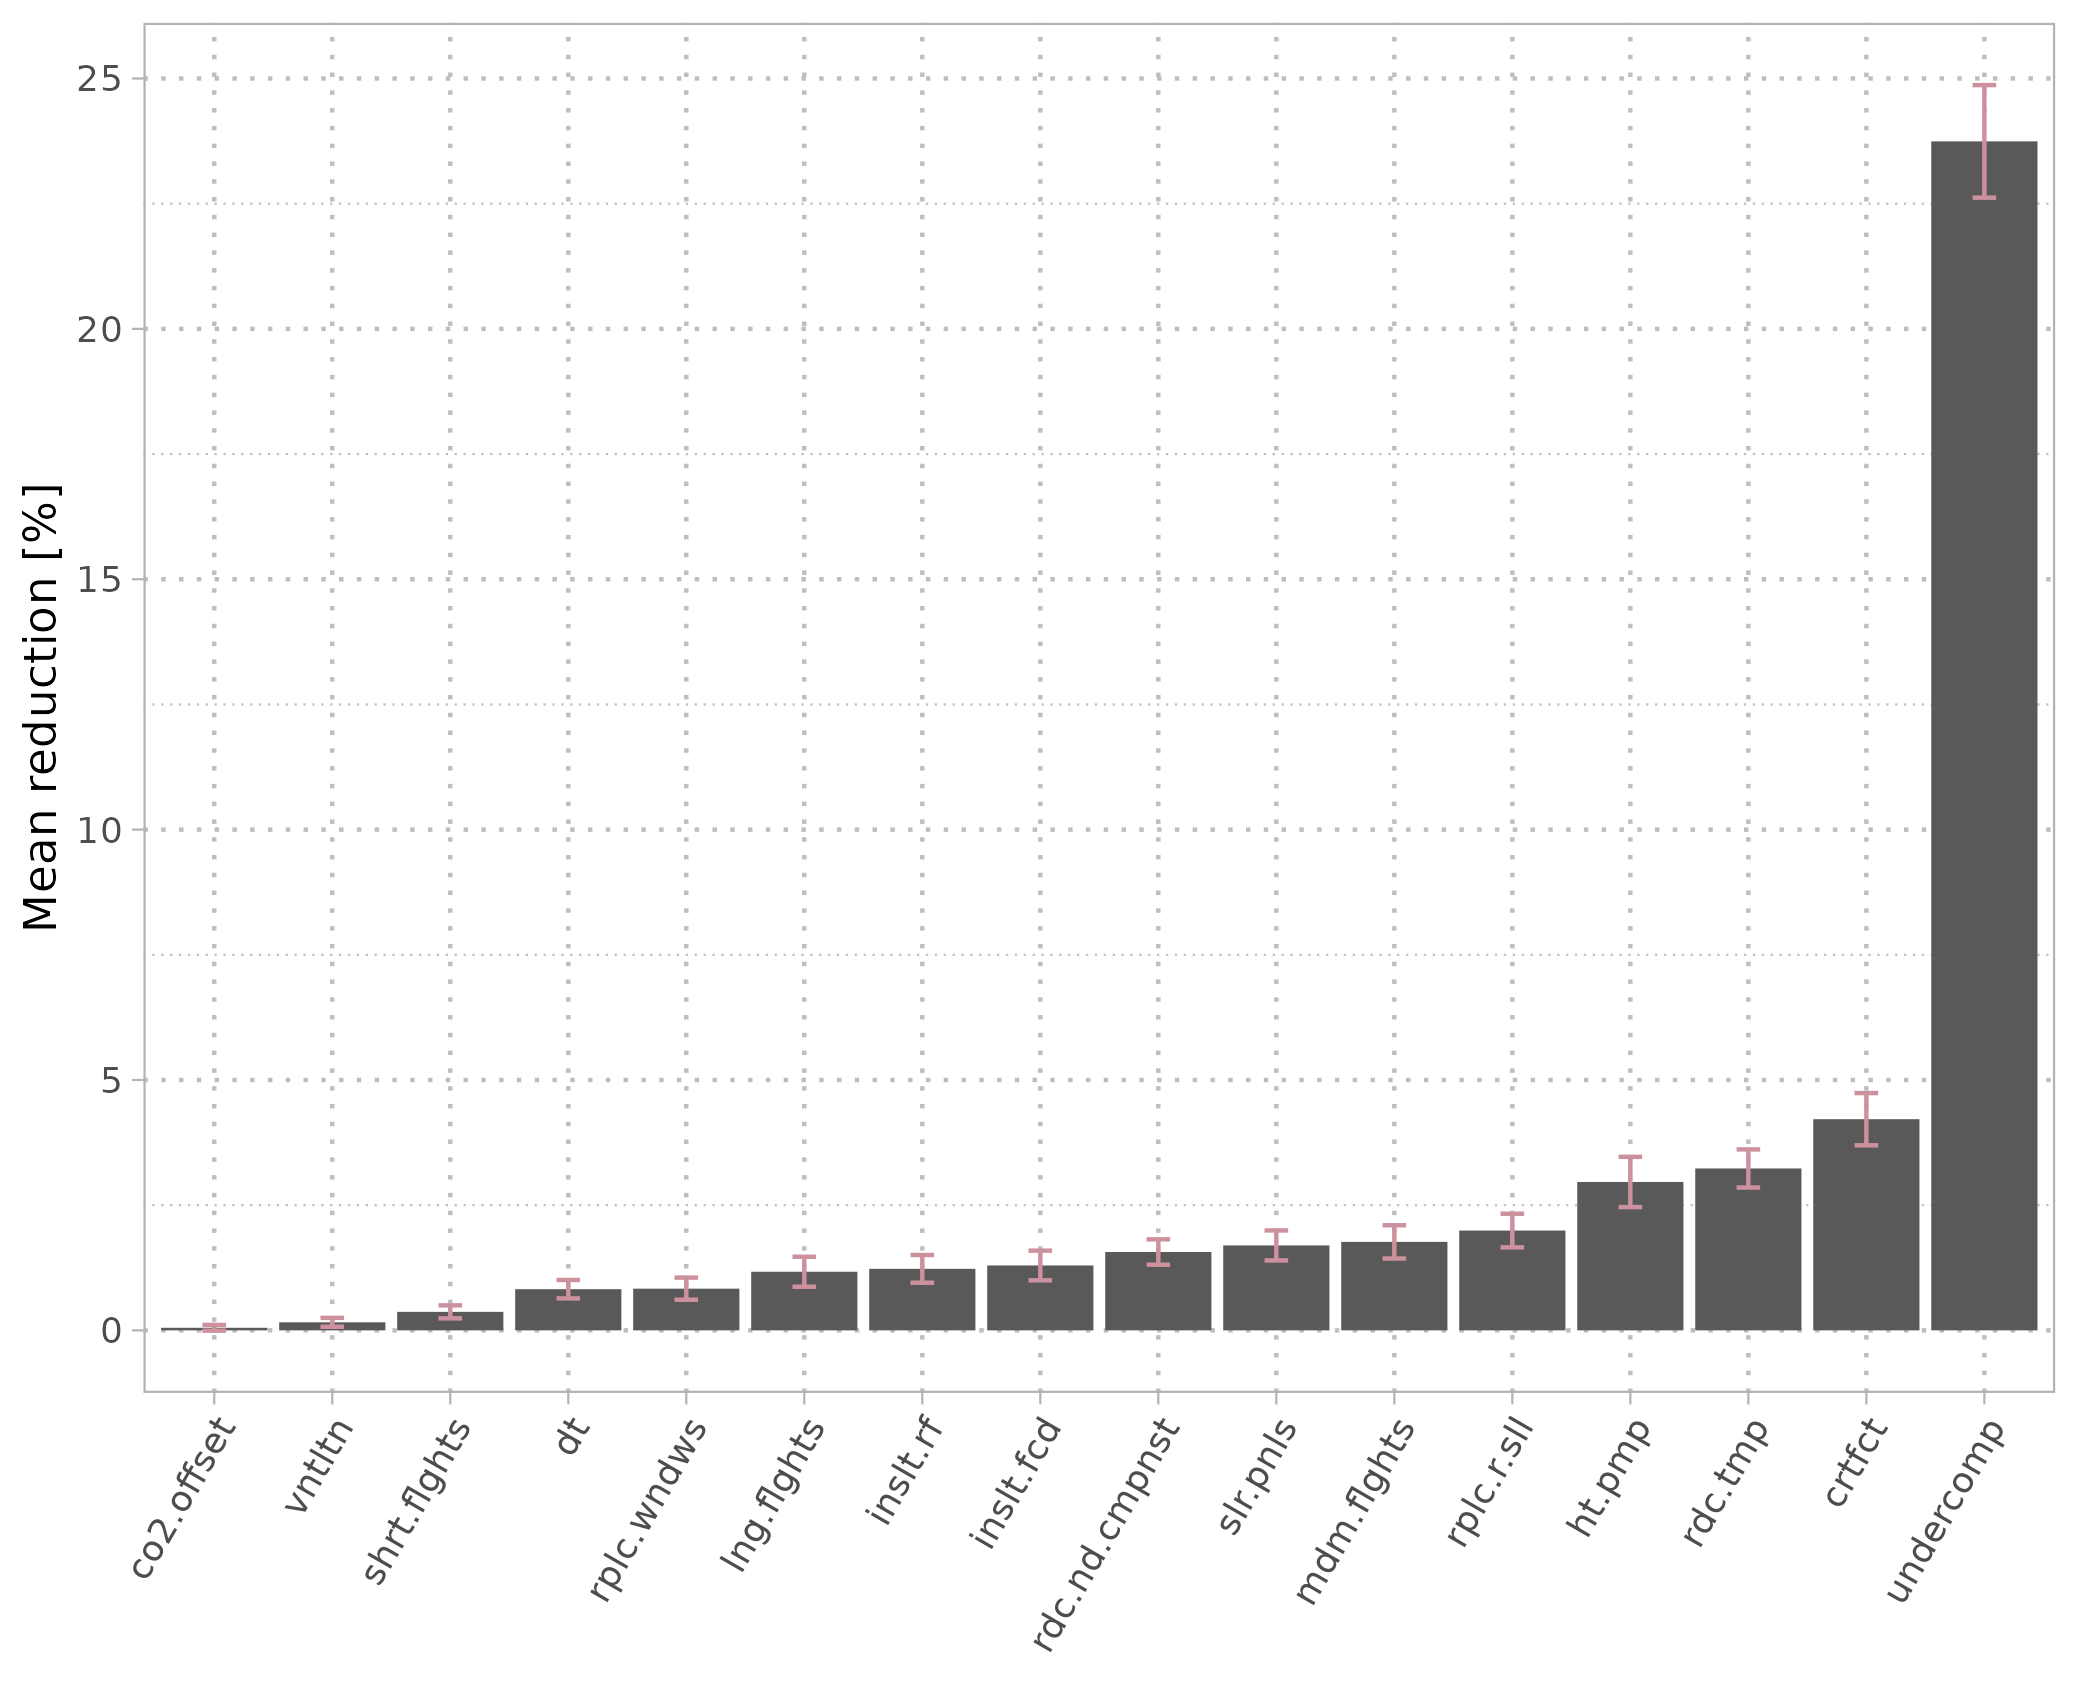 Mean reduction [%]
25
20
15
10
5
0
co2.offset
vntltn
shrt.flghts
dt
rplc.wndws
lng.flghts
inslt.rf
inslt.fcd
rdc.nd.cmpnst
slr.pnls
mdm.flghts
rplc.r.sll
ht.pmp
rdc.tmp
crtfct
undercomp